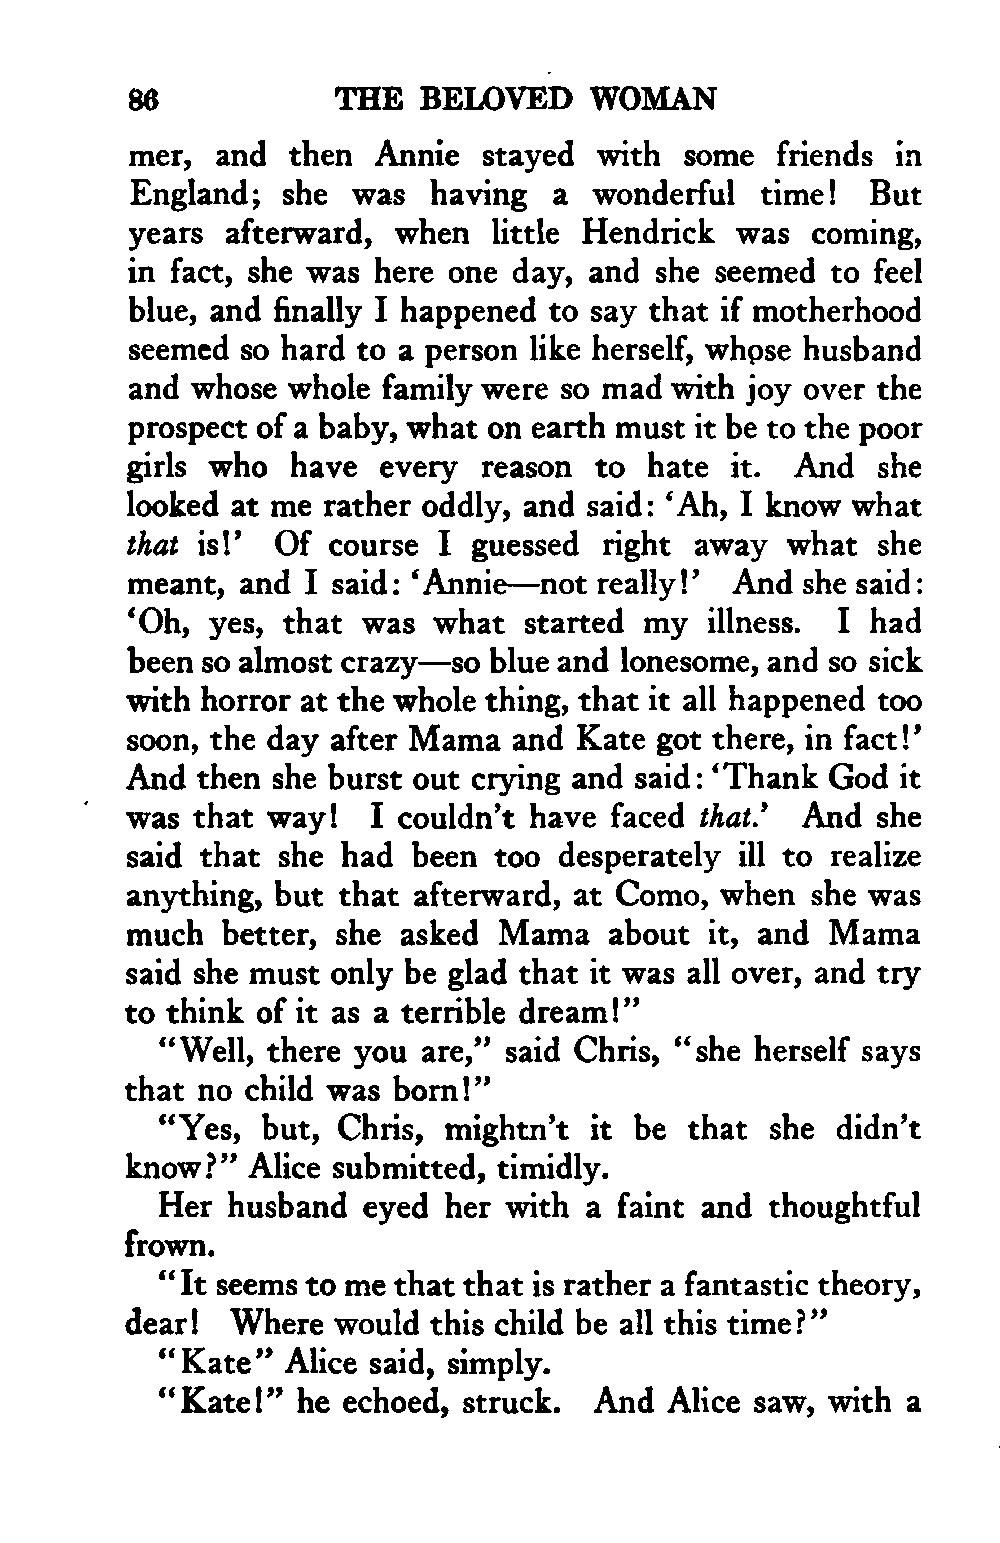 86 THE BELOVED WOMAN
mer, and then Annie stayed with some friends in
England; she was having a wonderful time! But
years afterward, when little Hendrick was coming,
in fact, she was here one day, and she seemed to feel
blue, and finally I happened to say that if motherhood
seemed so hard to a person like herself, whose husband
and whose whole family were so mad with joy over the
prospect of a baby, what on earth must it be to the poor
girls who have every reason to hate it. And she
looked at me rather oddly, and said: ‘Ah, I know what
that is!’ Of course I guessed right away what she
meant, and I said: ‘Annie—not really!’ And she said:
‘Oh, yes, that was what started my illness. I had
been so almost crazy—so blue and lonesome, and so sick
with horror at the whole thing, that it all happened too
soon, the day after Mama and Kate got there, in fact!’
And then she burst out crying and said: ‘Thank God it
was that way! I couldn’t have faced that.’ And she
said that she had been too desperately ill to realize
anything, but that afterward, at Como, when she was
much better, she asked Mama about it, and Mama
said she must only be glad that it was all over, and try
to think of it as a terrible dream!”
“Well, there you are,” said Chris, “she herself says
that no child was born!”
“Yes, but, Chris, mightn’t it be that she didn’t
know?” Alice submitted, timidly.
Her husband eyed her with a faint and thoughtful
frown.
“It seems to me that that is rather a fantastic theory,
dear! Where would this child be all this time?”
“Kate” Alice said, simply.
“Kate!” he echoed, struck. And Alice saw, with a